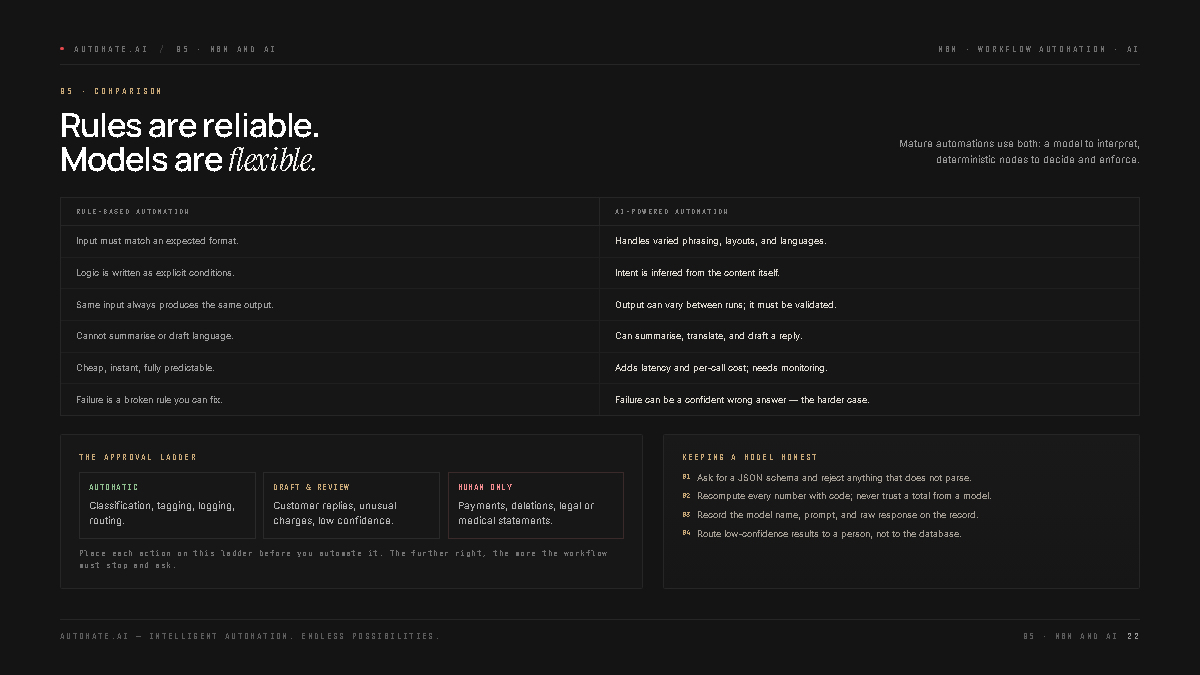 AUTOMATE.AI / 05 · N8N AND AI
N8N · WORKFLOW AUTOMATION · AI
05 · COMPARISON
Rules are reliable.
Models are flexible.
Mature automations use both: a model to interpret,
deterministic nodes to decide and enforce.
RULE-BASED AUTOMATION
AI-POWERED AUTOMATION
Input must match an expected format.
Handles varied phrasing, layouts, and languages.
Logic is written as explicit conditions.
Intent is inferred from the content itself.
Same input always produces the same output.
Output can vary between runs; it must be validated.
Cannot summarise or draft language.
Can summarise, translate, and draft a reply.
Cheap, instant, fully predictable.
Adds latency and per-call cost; needs monitoring.
Failure is a broken rule you can fix.
Failure can be a confident wrong answer — the harder case.
THE APPROVAL LADDER
AUTOMATIC
Classification, tagging, logging,
routing.
DRAFT & REVIEW
Customer replies, unusual
charges, low confidence.
HUMAN ONLY
Payments, deletions, legal or
medical statements.
Place each action on this ladder before you automate it. The further right, the more the workflow
must stop and ask.
KEEPING A MODEL HONEST
01 Ask for a JSON schema and reject anything that does not parse.
02 Recompute every number with code; never trust a total from a model.
03 Record the model name, prompt, and raw response on the record.
04 Route low-confidence results to a person, not to the database.
AUTOMATE.AI — INTELLIGENT AUTOMATION. ENDLESS POSSIBILITIES.
05 · N8N AND AI 22